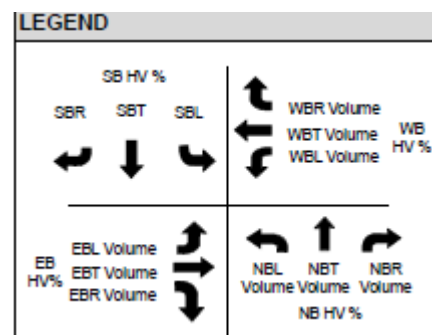 LEGEND
SB HV %
SBR SBT SBL
WBR Volume
WBT Volume
WBL Volume
WB
HV %
EBL Volume
EBT Volume
EBR Volume
EB
HV%
NBL NBT NBR
Volume Volume Volume
NB HV %